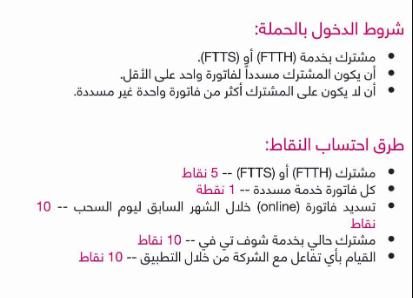 شروط الدخول بالحملة:
• مشترك بخدمة (FTTH) أو (FTTS).
• أن يكون المشترك مسدداً لفاتورة واحد على الأقل.
• أن لا يكون على المشترك أكثر من فاتورة واحدة غير مسددة.
طرق احتساب النقاط:
• مشترك (FTTH) أو (FTTS) -- 5 نقاط
• كل فاتورة خدمة مسددة -- 1 نقطة
• تسديد فاتورة (online) خلال الشهر السابق ليوم السحب -- 10
نقاط
• مشترك حالي بخدمة شوف تي في -- 10 نقاط
• القيام بأي تفاعل مع الشركة من خلال التطبيق -- 10 نقاط